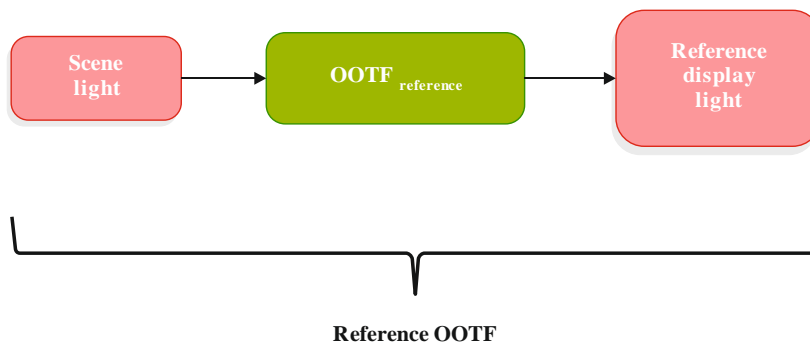 Scene
light
OOTF reference
Reference
display
light
Reference OOTF